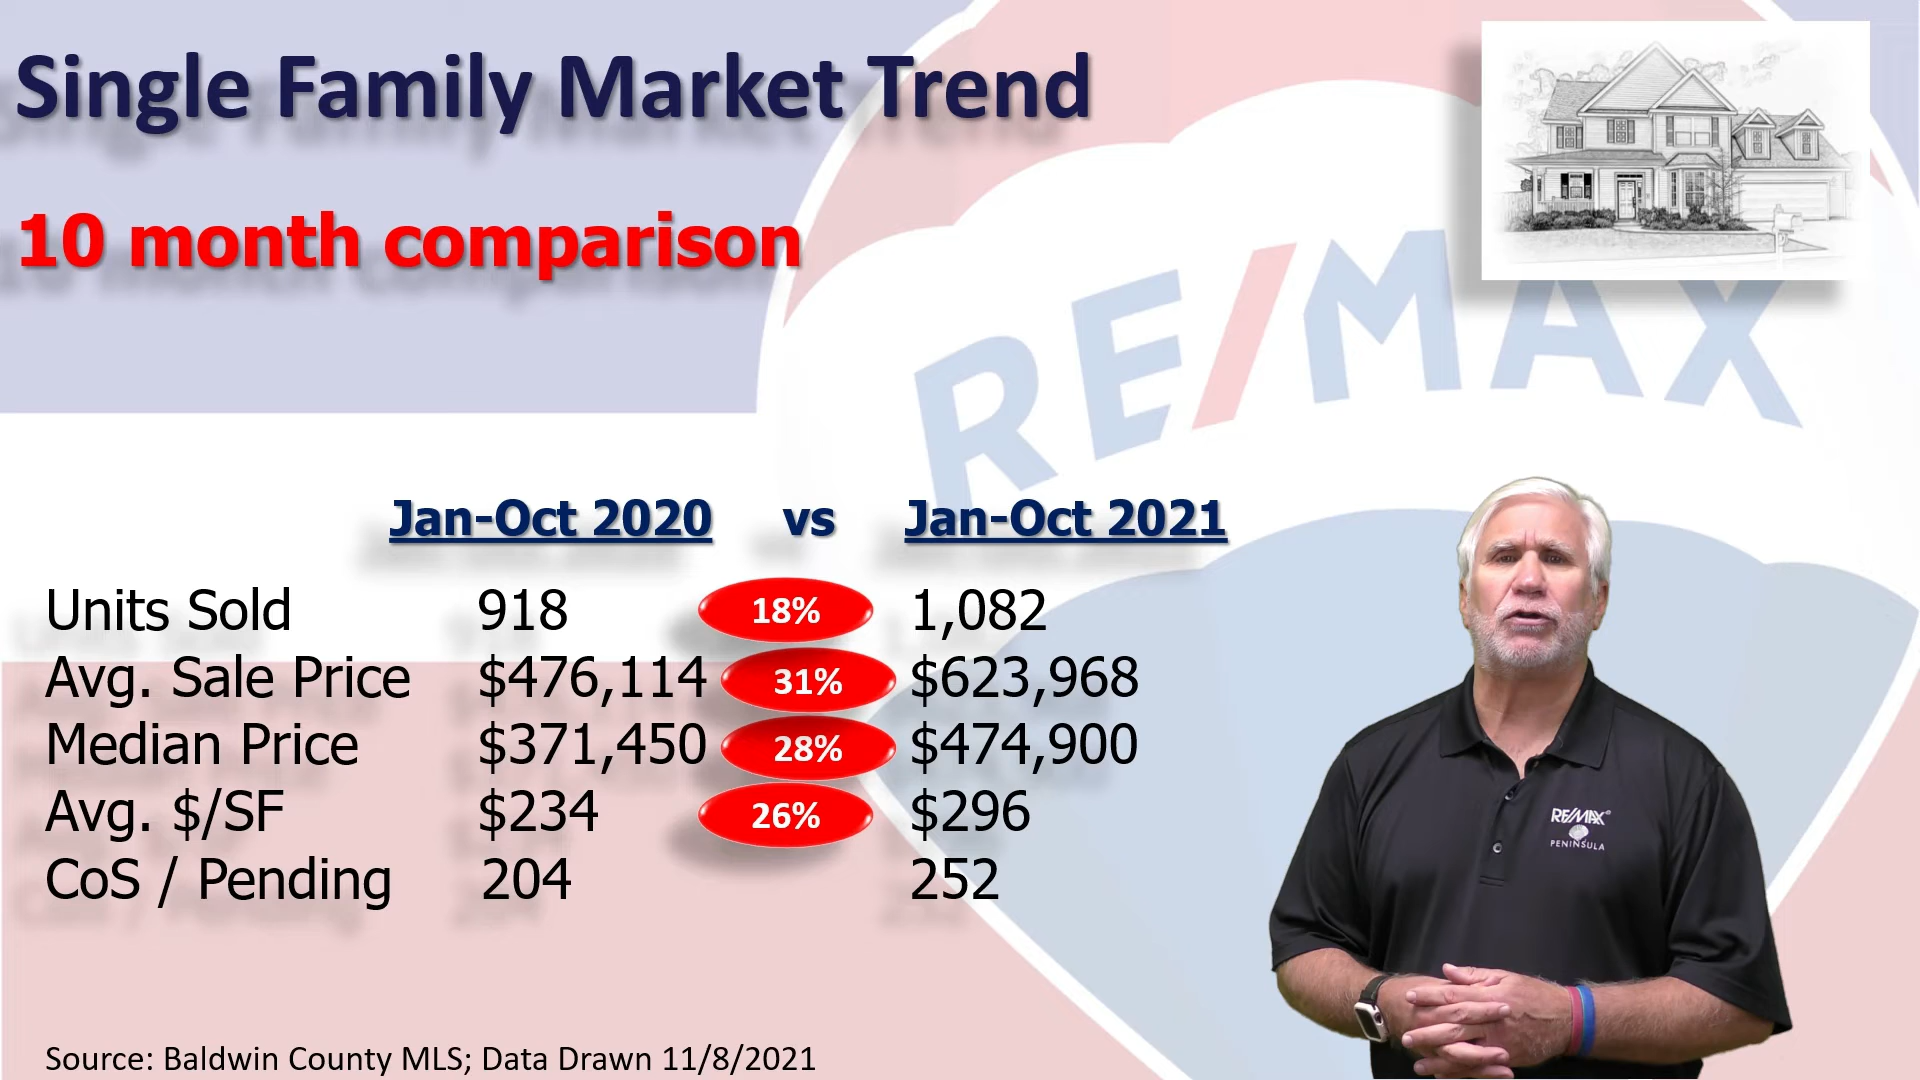 Single Family Market Trend
10 month comparison
RE/MAX
Jan-Oct 2020 vs Jan-Oct 2021
Units Sold 918 18% 1,082
Avg. Sale Price $476,114 31% $623,968
Median Price $371,450 28% $474,900
Avg. $/SF $234 26% $296
CoS / Pending 204 252
RE/MAX®
PENINSULA
Source: Baldwin County MLS; Data Drawn 11/8/2021